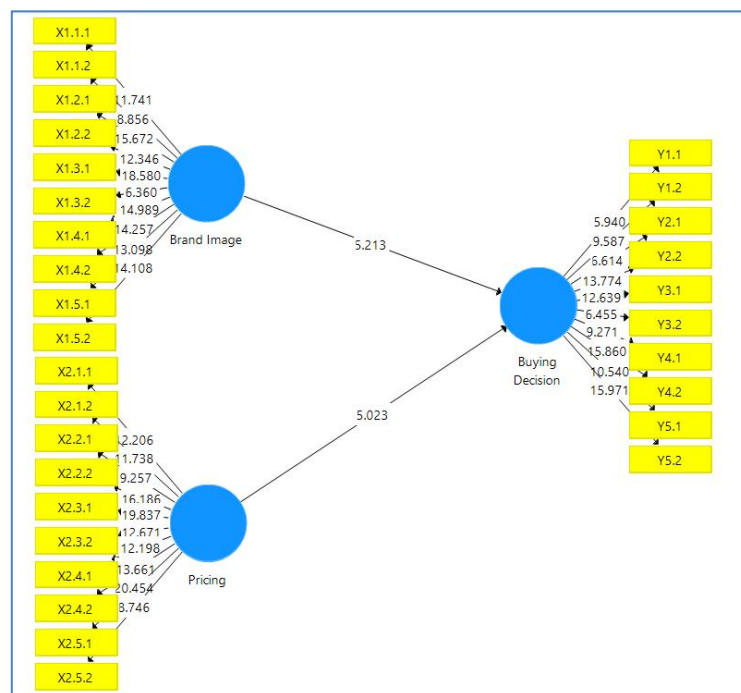 X1.1.1
X1.1.2
X1.2.1
X1.2.2
X1.3.1
X1.3.2
X1.4.1
X1.4.2
X1.5.1
X1.5.2
11.741
8.856
15.672
12.346
18.580
6.360
14.989
14.257
13.098
14.108
Brand Image
X2.1.1
X2.1.2
X2.2.1
X2.2.2
X2.3.1
X2.3.2
X2.4.1
X2.4.2
X2.5.1
X2.5.2
11.738
9.257
16.186
19.837
12.671
12.198
13.661
20.454
8.746
Pricing
5.213
5.023
Buying
Decision
5.940
9.587
6.614
13.774
12.639
6.455
9.271
15.860
10.540
15.971
Y1.1
Y1.2
Y2.1
Y2.2
Y3.1
Y3.2
Y4.1
Y4.2
Y5.1
Y5.2